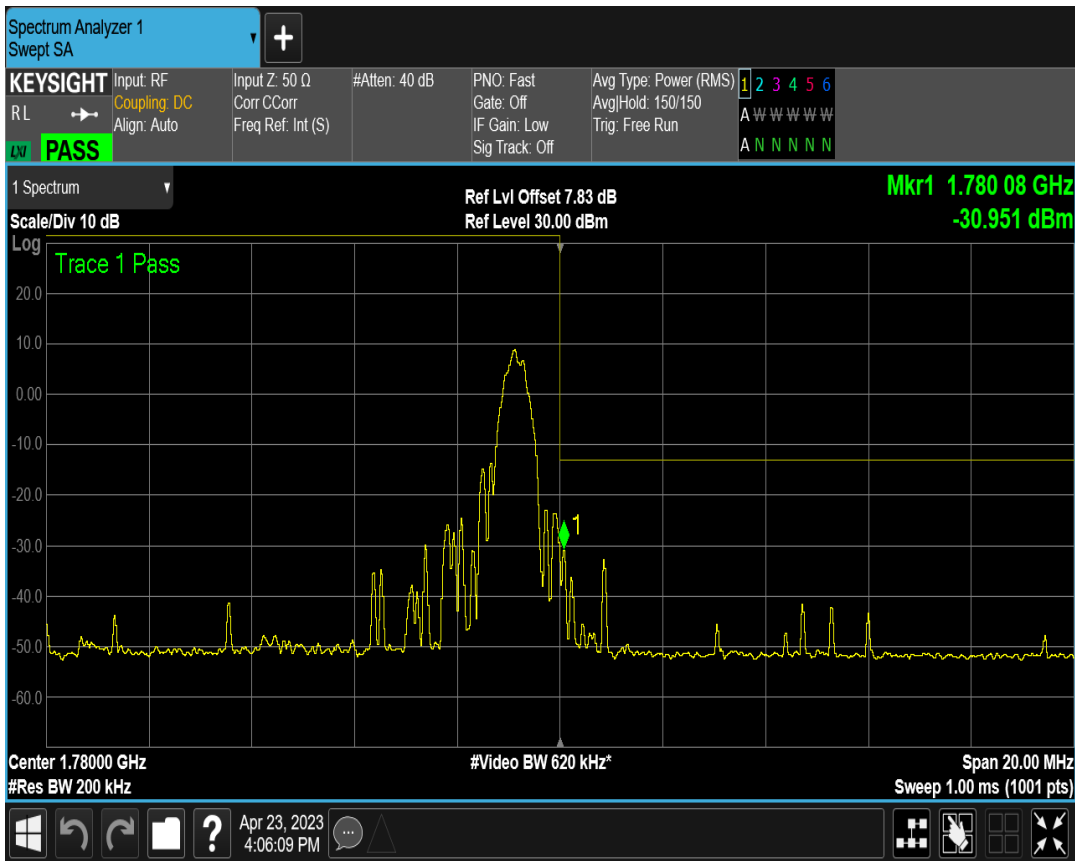 Spectrum Analyzer 1
Swept SA
+
KEYSIGHT
R L
LXI PASS
Input: RF
Coupling: DC
Align: Auto
Input Z: 50 Ω
Corr CCorr
Freq Ref: Int (S)
#Atten: 40 dB
PNO: Fast
Gate: Off
IF Gain: Low
Sig Track: Off
Avg Type: Power (RMS)
Avg|Hold: 150/150
Trig: Free Run
1 2 3 4 5 6
A W W W W W
A N N N N N
1 Spectrum
Scale/Div 10 dB
Ref Lvl Offset 7.83 dB
Ref Level 30.00 dBm
Mkr1 1.780 08 GHz
-30.951 dBm
Log
Trace 1 Pass
20.0
10.0
0.00
-10.0
-20.0
1
-30.0
-40.0
-50.0
-60.0
Center 1.78000 GHz
#Video BW 620 kHz*
Span 20.00 MHz
#Res BW 200 kHz
Sweep 1.00 ms (1001 pts)
?
Apr 23, 2023
4:06:09 PM